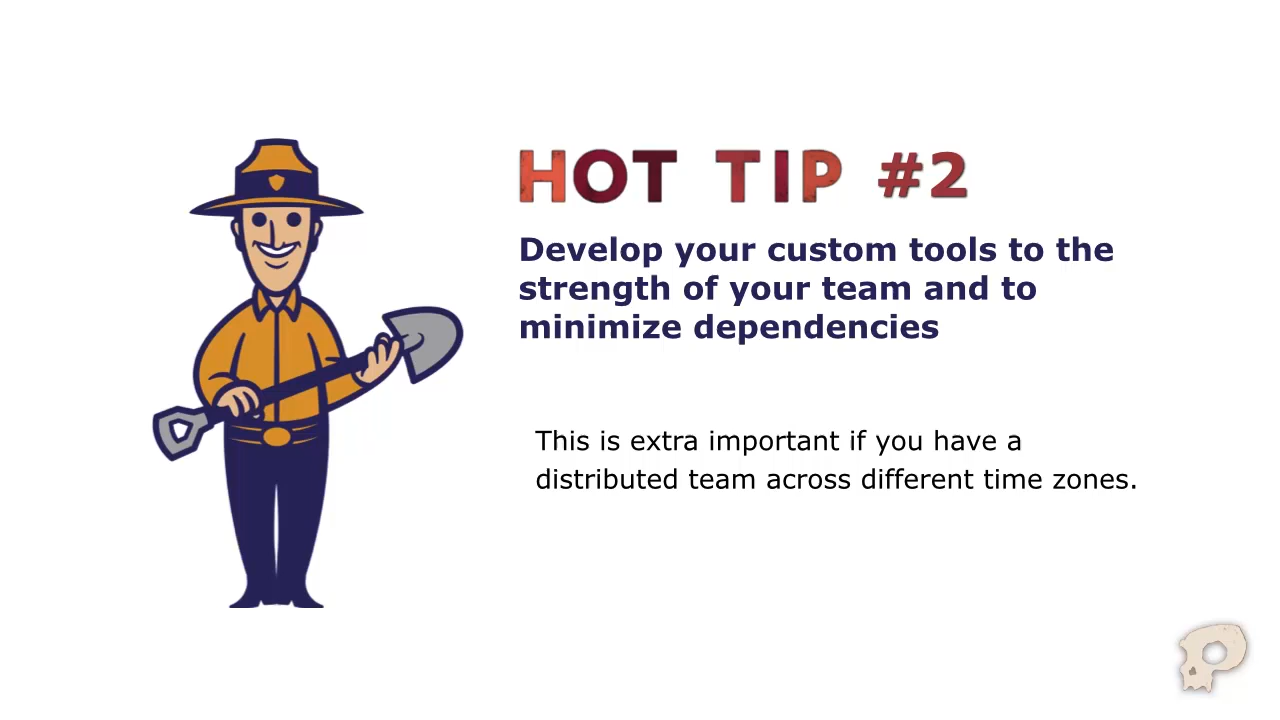 HOT TIP #2
Develop your custom tools to the
strength of your team and to
minimize dependencies
This is extra important if you have a
distributed team across different time zones.